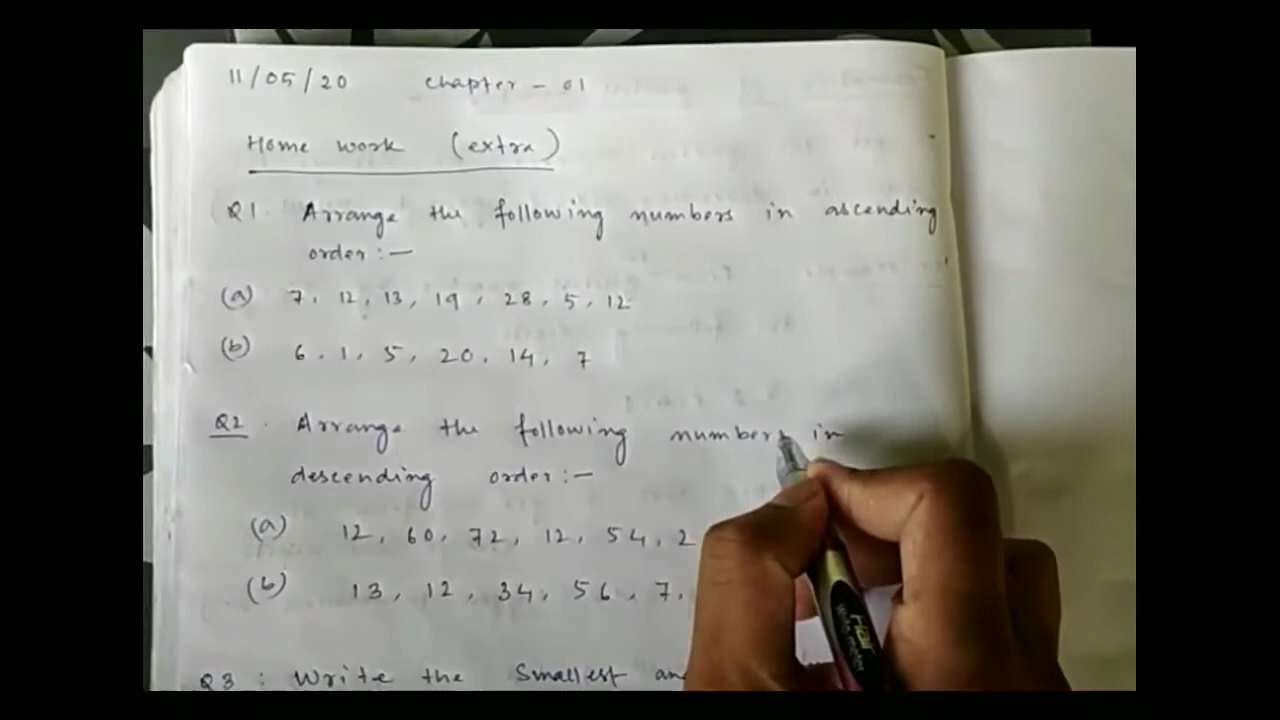 11/05/20 Chapter - 01
Home work (extra)
Q1. Arrange the following numbers in ascending
order :-
(a) 7, 12, 13, 19, 28, 5, 12
(b) 6, 1, 5, 20, 14, 7
Q2. Arrange the following numbers in
descending order :-
(a) 12, 60, 72, 12, 54, 2
(b) 13, 12, 34, 56, 7,
Q3 : Write the Smallest an